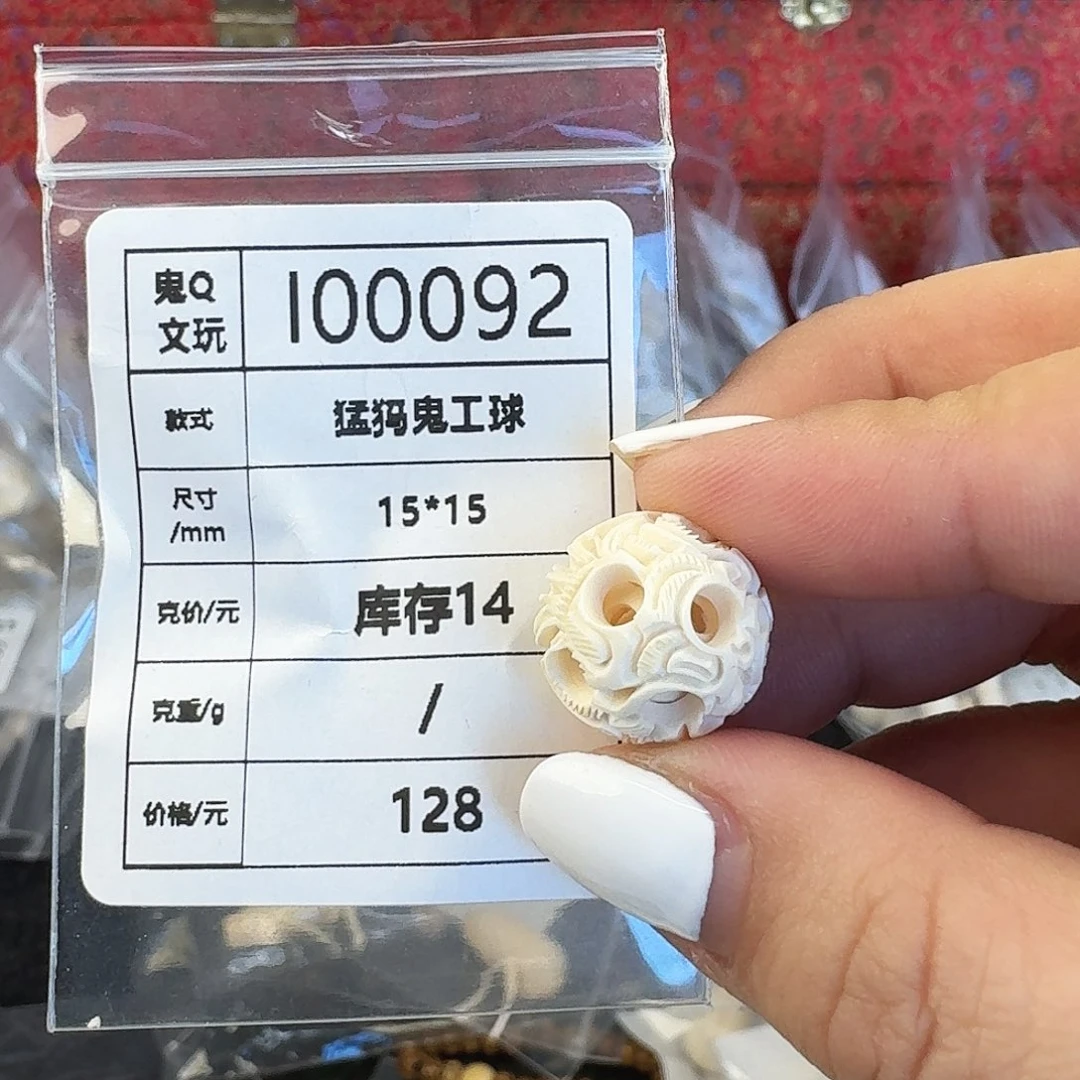 鬼Q
文玩
I00092
款式
猛犸鬼工球
尺寸
/mm
15*15
克价/元
库存14
克重/g
/
价格/元
128